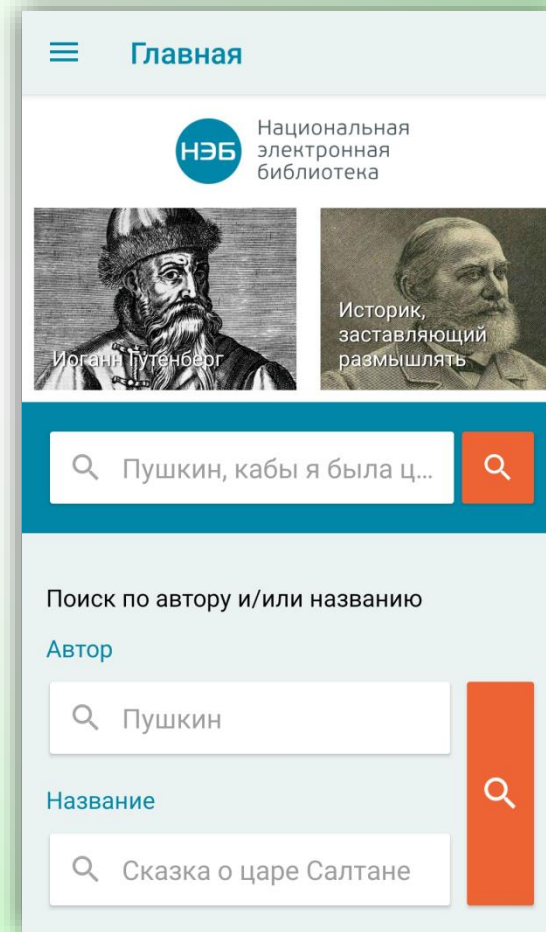 Главная
НЭБ
Национальная
электронная
библиотека
Иоганн Гутенберг
Историк,
заставляющий
размышлять
Пушкин, кабы я была ц...
Поиск по автору и/или названию
Автор
Пушкин
Название
Сказка о царе Салтане